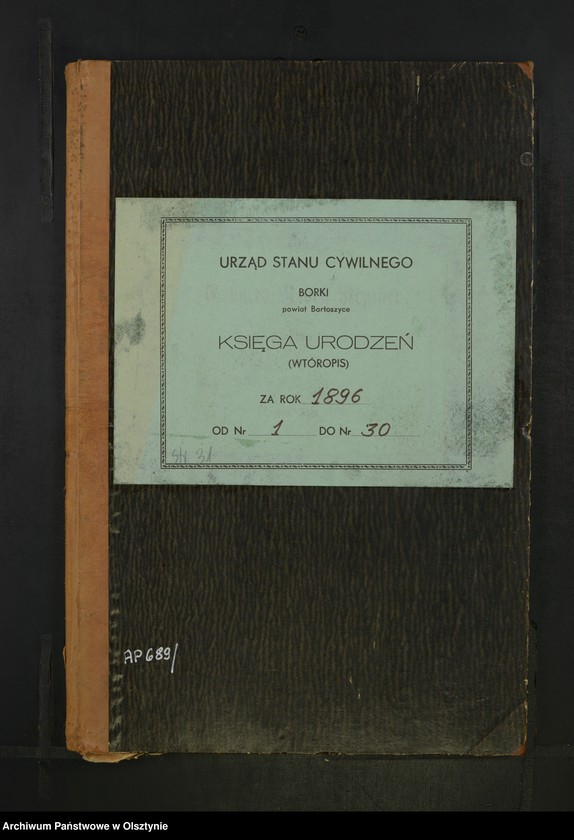 URZĄD STANU CYWILNEGO
BORKI
powiat Bartoszyce
KSIĘGA URODZEŃ
(WTÓROPIS)
ZA ROK 1896
OD Nr 1 DO Nr 30
AP 689/
Archiwum Państwowe w Olsztynie